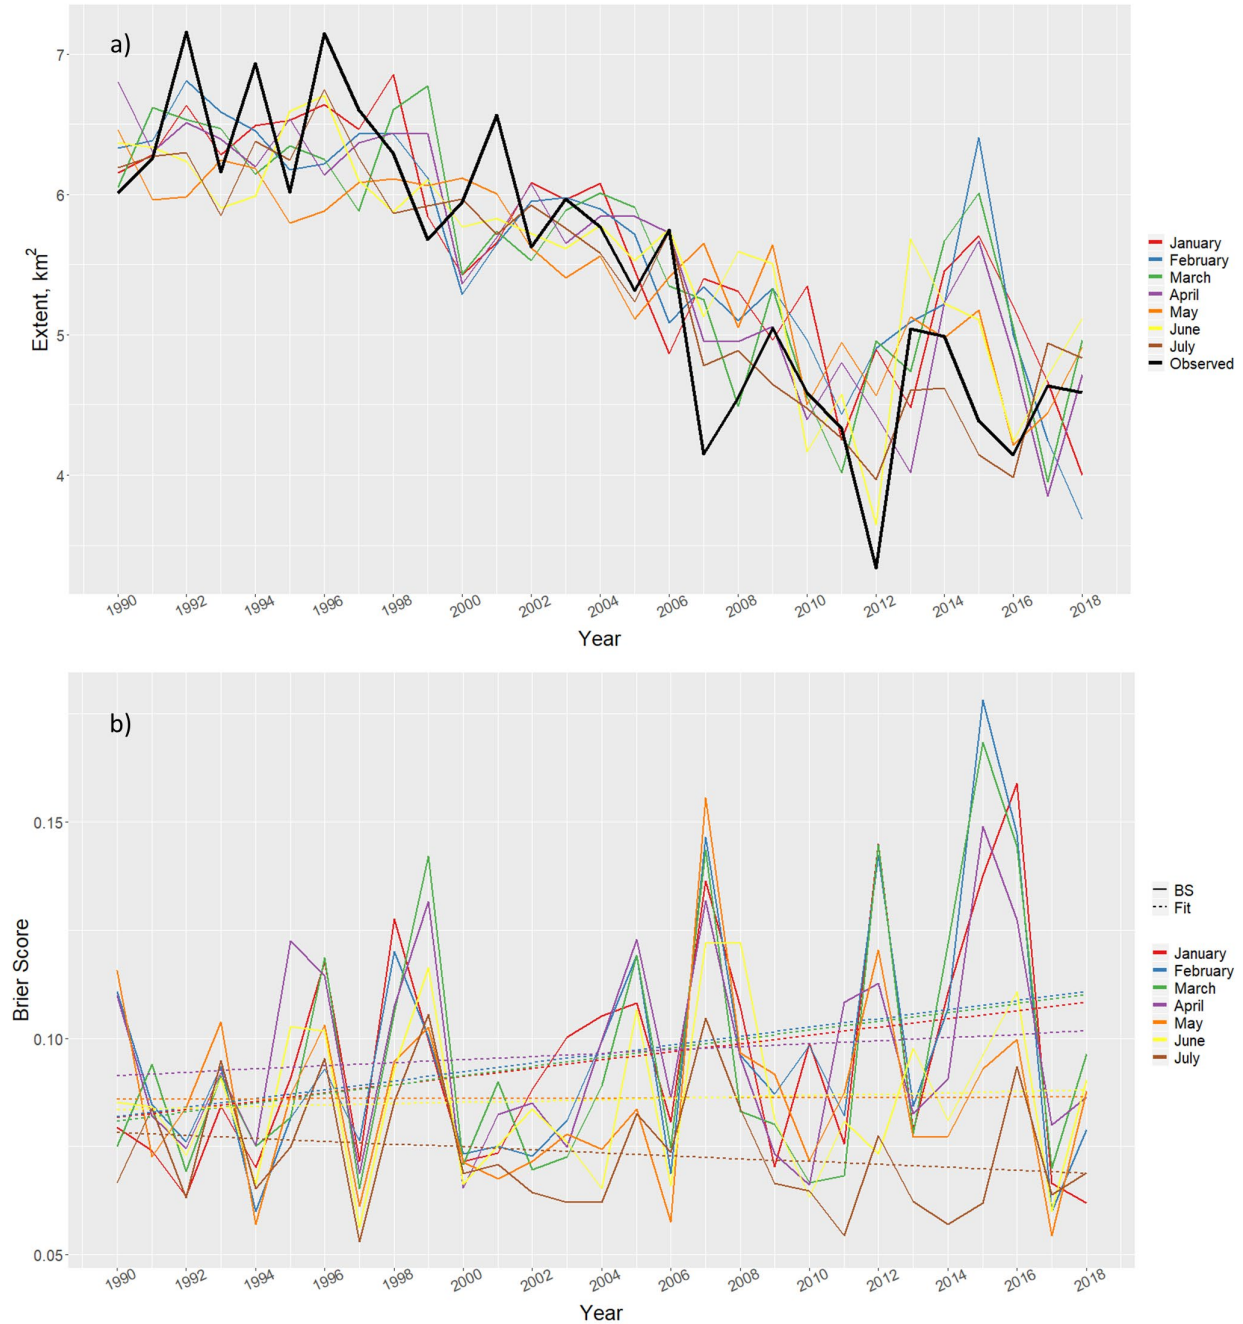 a)
7
6
5
4
Extent, km²
1990 1992 1994 1996 1998 2000 2002 2004 2006 2008 2010 2012 2014 2016 2018
Year
January
February
March
April
May
June
July
Observed
b)
0.15
0.10
0.05
Brier Score
1990 1992 1994 1996 1998 2000 2002 2004 2006 2008 2010 2012 2014 2016 2018
Year
BS
Fit
January
February
March
April
May
June
July